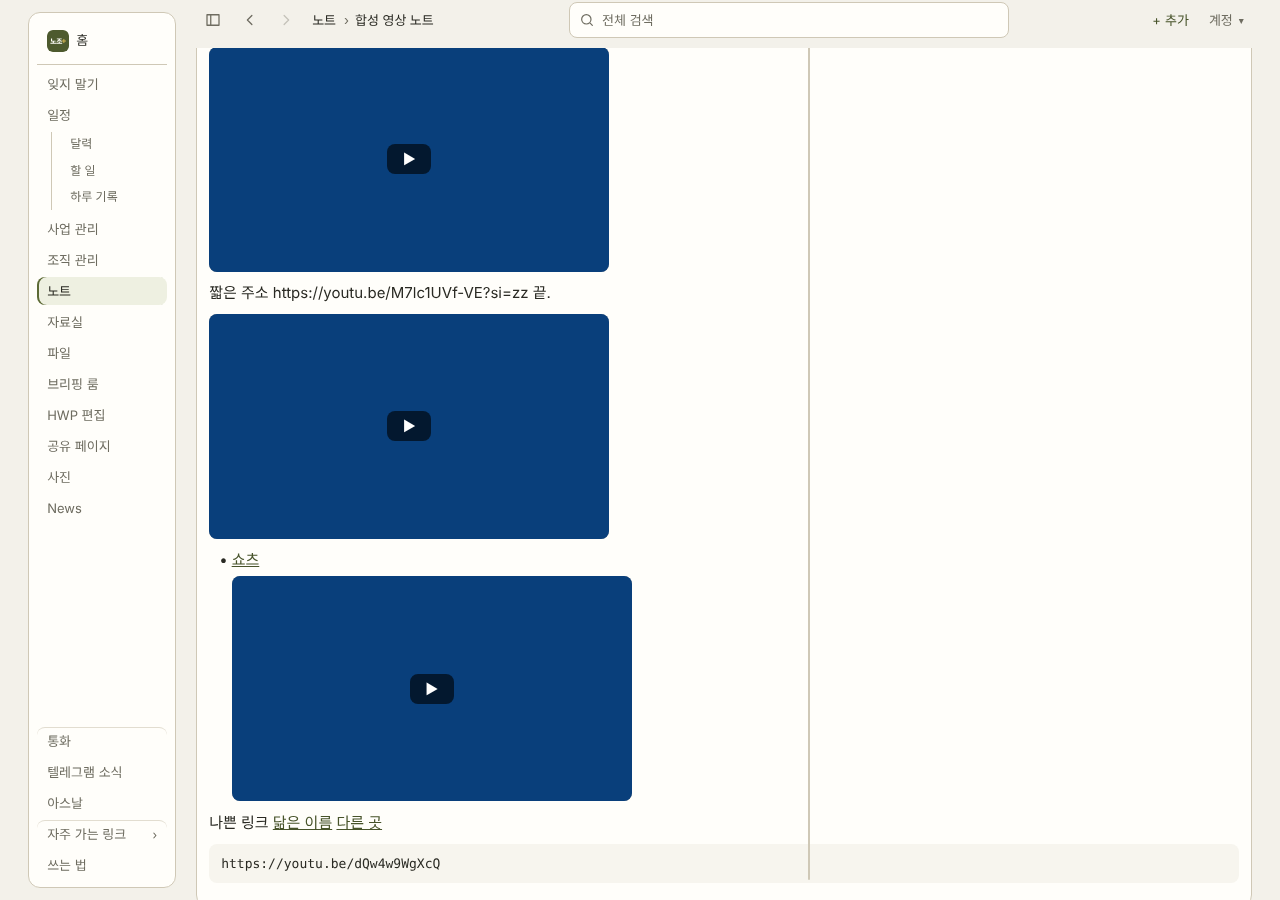 노조
홈
잊지 말기
일정
달력
할 일
하루 기록
사업 관리
조직 관리
노트
자료실
파일
브리핑 룸
HWP 편집
공유 페이지
사진
News
통화
텔레그램 소식
아스날
자주 가는 링크 ›
쓰는 법
노트 › 합성 영상 노트
전체 검색
+ 추가
계정 ▾
짧은 주소 https://youtu.be/M7lc1UVf-VE?si=zz 끝.
• 쇼츠
나쁜 링크 닮은 이름 다른 곳
https://youtu.be/dQw4w9WgXcQ